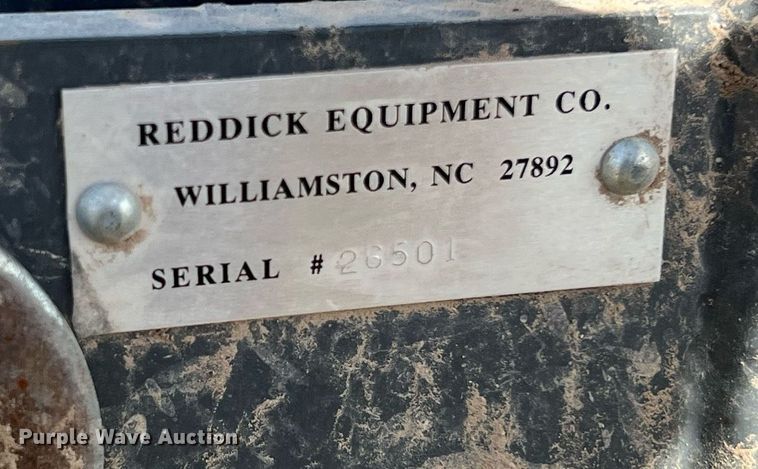 REDDICK EQUIPMENT CO.
WILLIAMSTON, NC 27892
SERIAL # 26501
Purple Wave Auction